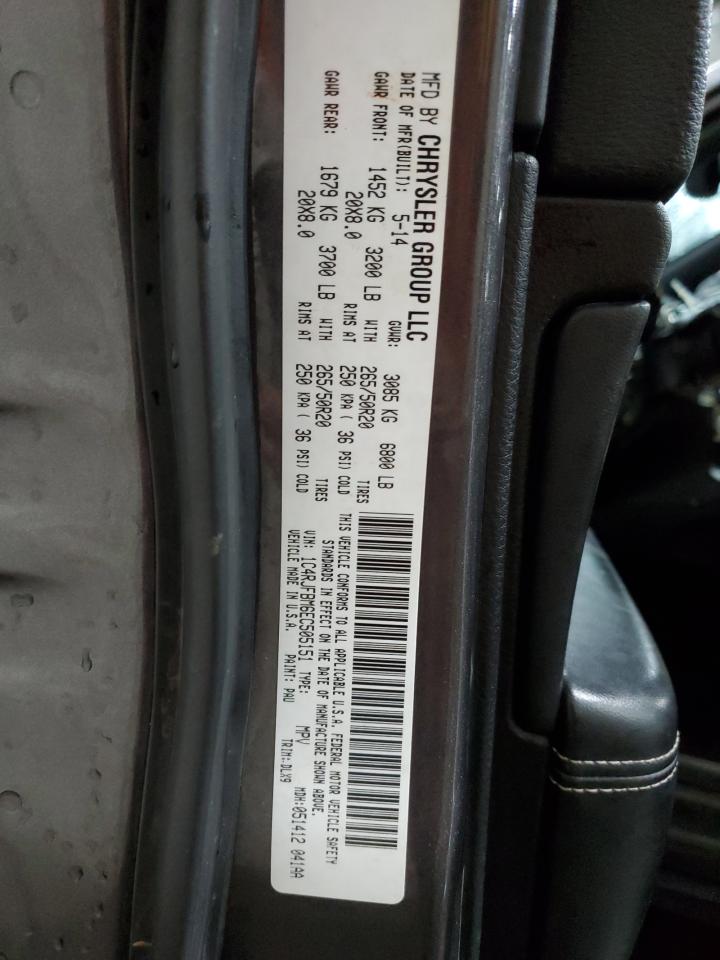 MFD BY CHRYSLER GROUP LLC
DATE OF MFR(BUILT): 5-14 GVWR: 3085 KG 6800 LB
GAWR FRONT: 1452 KG 3200 LB WITH 265/50R20 TIRES
20X8.0 RIMS AT 250 KPA ( 36 PSI) COLD
GAWR REAR: 1679 KG 3700 LB WITH 265/50R20 TIRES
20X8.0 RIMS AT 250 KPA ( 36 PSI) COLD
THIS VEHICLE CONFORMS TO ALL APPLICABLE U.S.A. FEDERAL MOTOR VEHICLE SAFETY
STANDARDS IN EFFECT ON THE DATE OF MANUFACTURE SHOWN ABOVE.
VIN: 1C4RJFBM6EC505151 TYPE: MPV MDH:051412 041AA
VEHICLE MADE IN U.S.A. PAINT: PAU TRIM:DLX9